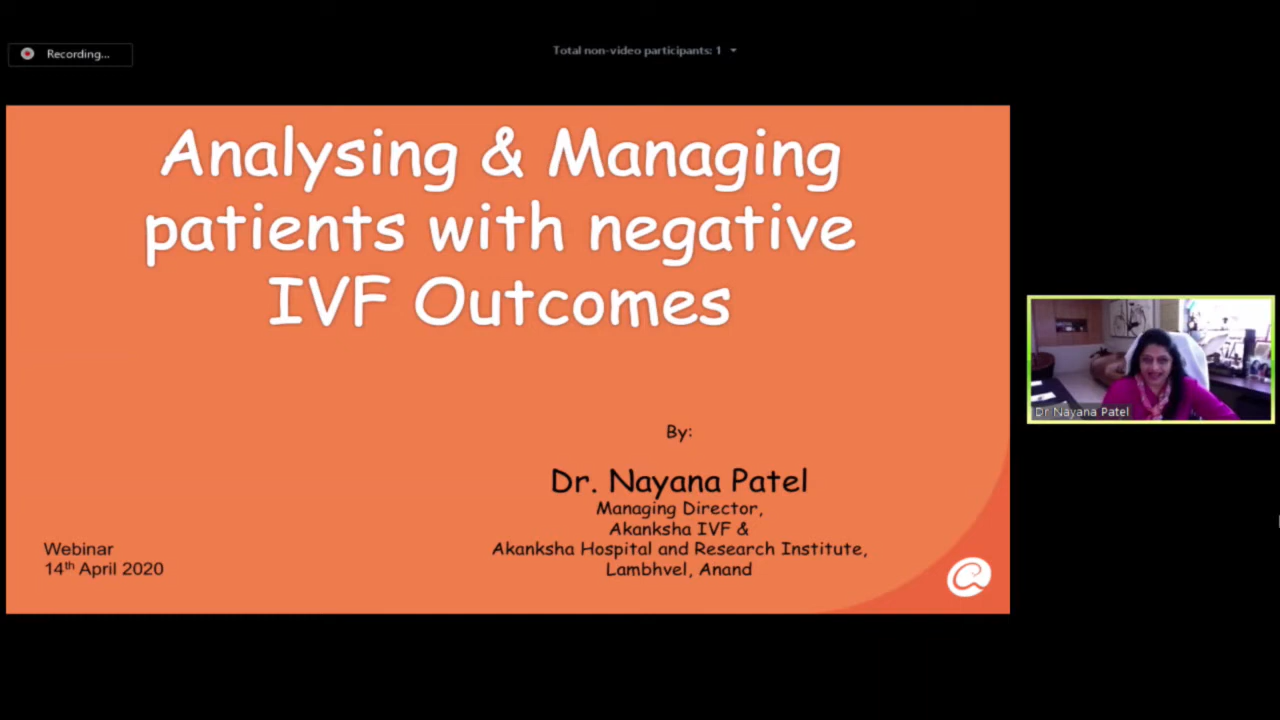 Recording...
Total non-video participants: 1
Analysing & Managing
patients with negative
IVF Outcomes
By:
Dr. Nayana Patel
Managing Director,
Akanksha IVF &
Akanksha Hospital and Research Institute,
Lambhvel, Anand
Webinar
14th April 2020
Dr Nayana Patel